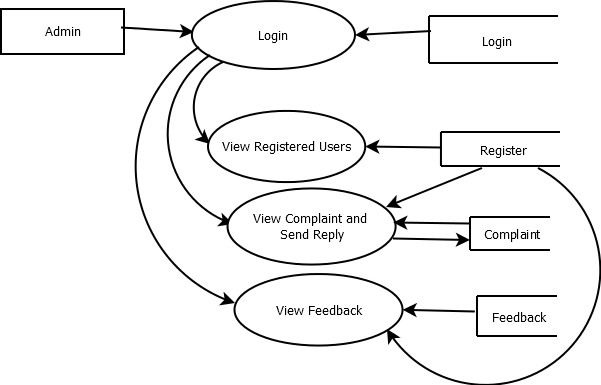 Admin
Login
Login
View Registered Users
Register
View Complaint and
Send Reply
Complaint
View Feedback
Feedback